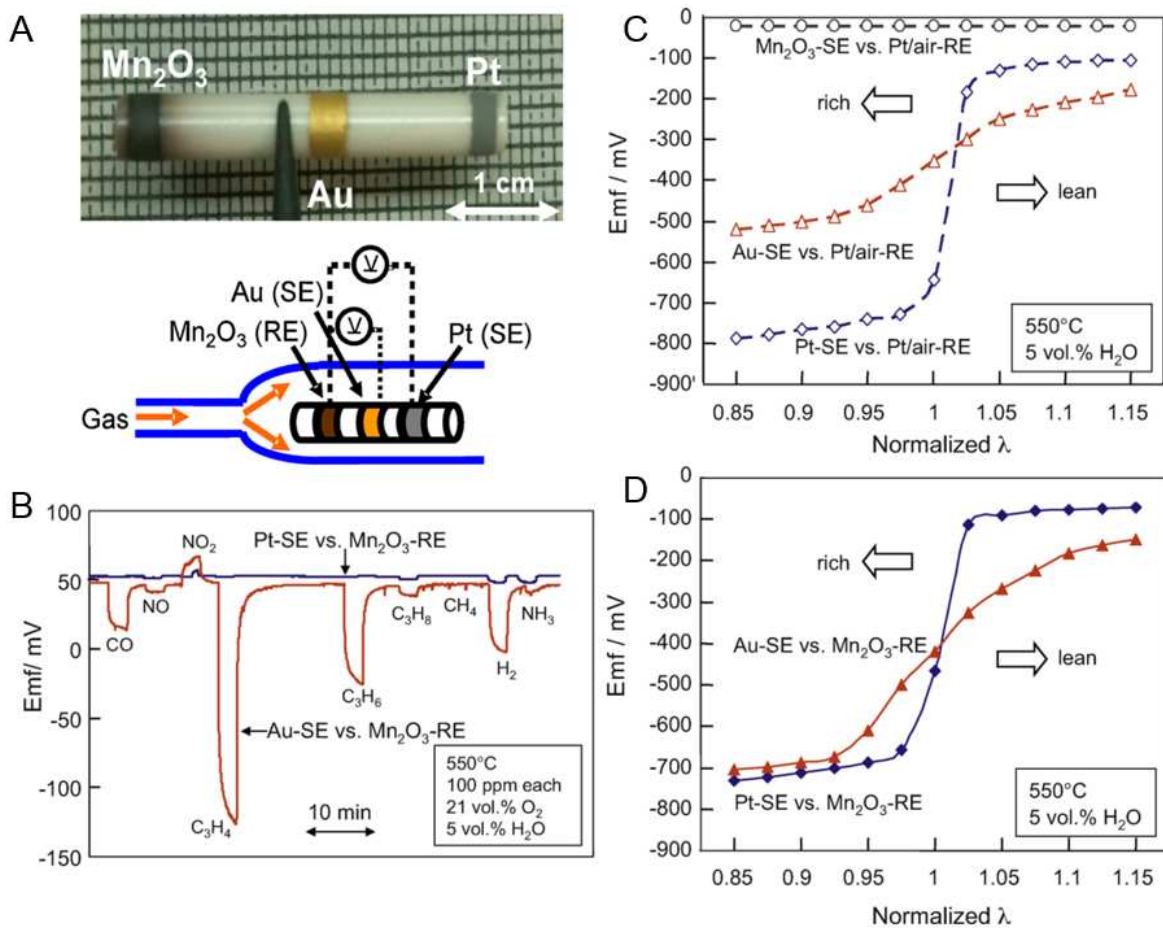 A
Mn₂O₃
Pt
Au
1 cm
Au (SE)
Mn₂O₃ (RE)
Pt (SE)
V
V
Gas
B
100
50
0
-50
-100
-150
Emf/ mV
NO₂
Pt-SE vs. Mn₂O₃-RE
CO
NO
C₃H₈
CH₄
NH₃
C₃H₆
H₂
Au-SE vs. Mn₂O₃-RE
C₃H₄
10 min
550°C
100 ppm each
21 vol.% O₂
5 vol.% H₂O
C
0
-100
-200
-300
-400
-500
-600
-700
-800
-900'
Emf / mV
Mn₂O₃-SE vs. Pt/air-RE
rich
lean
Au-SE vs. Pt/air-RE
Pt-SE vs. Pt/air-RE
550°C
5 vol.% H₂O
0.85 0.9 0.95 1 1.05 1.1 1.15
Normalized λ
D
0
-100
-200
-300
-400
-500
-600
-700
-800
-900
Emf / mV
rich
Au-SE vs. Mn₂O₃-RE
lean
Pt-SE vs. Mn₂O₃-RE
550°C
5 vol.% H₂O
0.85 0.9 0.95 1 1.05 1.1 1.15
Normalized λ